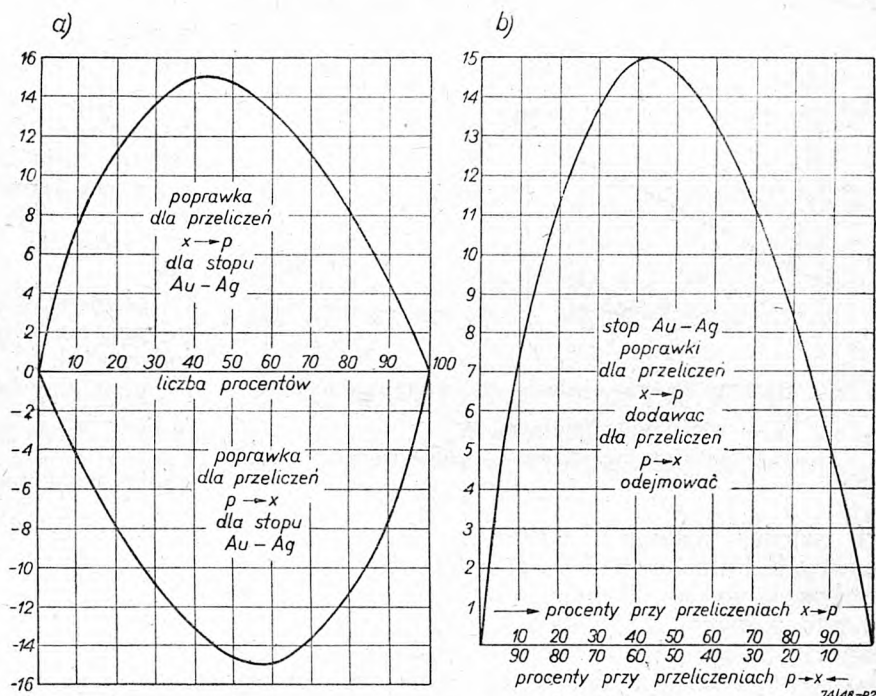 a)
16
14
12
10
8
6
4
2
0
-2
-4
-6
-8
-10
-12
-14
-16
poprawka
dla przeliczeń
x → p
dla stopu
Au – Ag
10 20 30 40 50 60 70 80 90 100
liczba procentów
poprawka
dla przeliczeń
p → x
dla stopu
Au – Ag
b)
15
14
13
12
11
10
9
8
7
6
5
4
3
2
1
stop Au – Ag
poprawki
dla przeliczeń
x → p
dodawac
dla przeliczeń
p → x
odejmować
→ procenty przy przeliczeniach x → p
10 20 30 40 50 60 70 80 90
90 80 70 60 50 40 30 20 10
procenty przy przeliczeniach p → x ←
74/48-R2